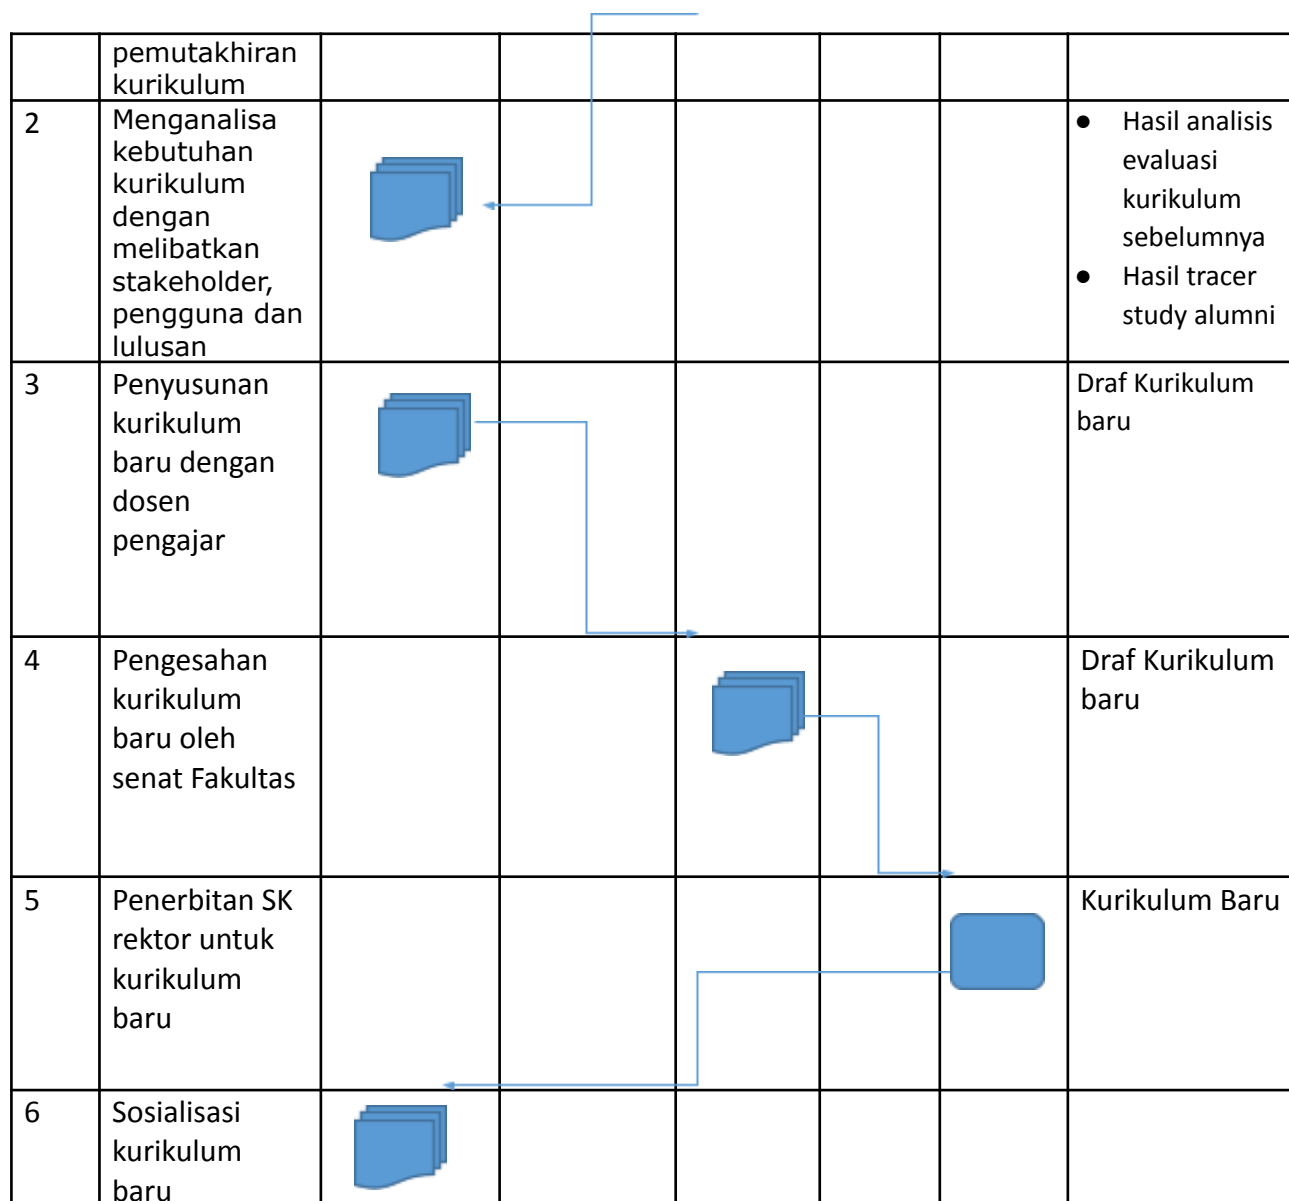 pemutakhiran
kurikulum
2
Menganalisa
kebutuhan
kurikulum
dengan
melibatkan
stakeholder,
pengguna dan
lulusan
● Hasil analisis
evaluasi
kurikulum
sebelumnya
● Hasil tracer
study alumni
3
Penyusunan
kurikulum
baru dengan
dosen
pengajar
Draf Kurikulum
baru
4
Pengesahan
kurikulum
baru oleh
senat Fakultas
Draf Kurikulum
baru
5
Penerbitan SK
rektor untuk
kurikulum
baru
Kurikulum Baru
6
Sosialisasi
kurikulum
baru